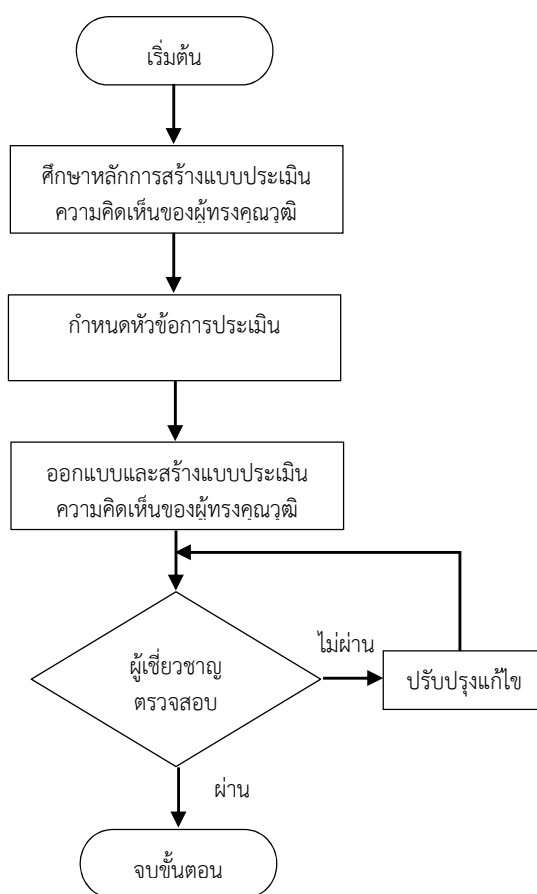 เริ่มต้น
ศึกษาหลักการสร้างแบบประเมิน
ความคิดเห็นของผู้ทรงคุณวุฒิ
กำหนดหัวข้อการประเมิน
ออกแบบและสร้างแบบประเมิน
ความคิดเห็นของผู้ทรงคุณวุฒิ
ผู้เชี่ยวชาญ
ตรวจสอบ
ไม่ผ่าน
ปรับปรุงแก้ไข
ผ่าน
จบขั้นตอน